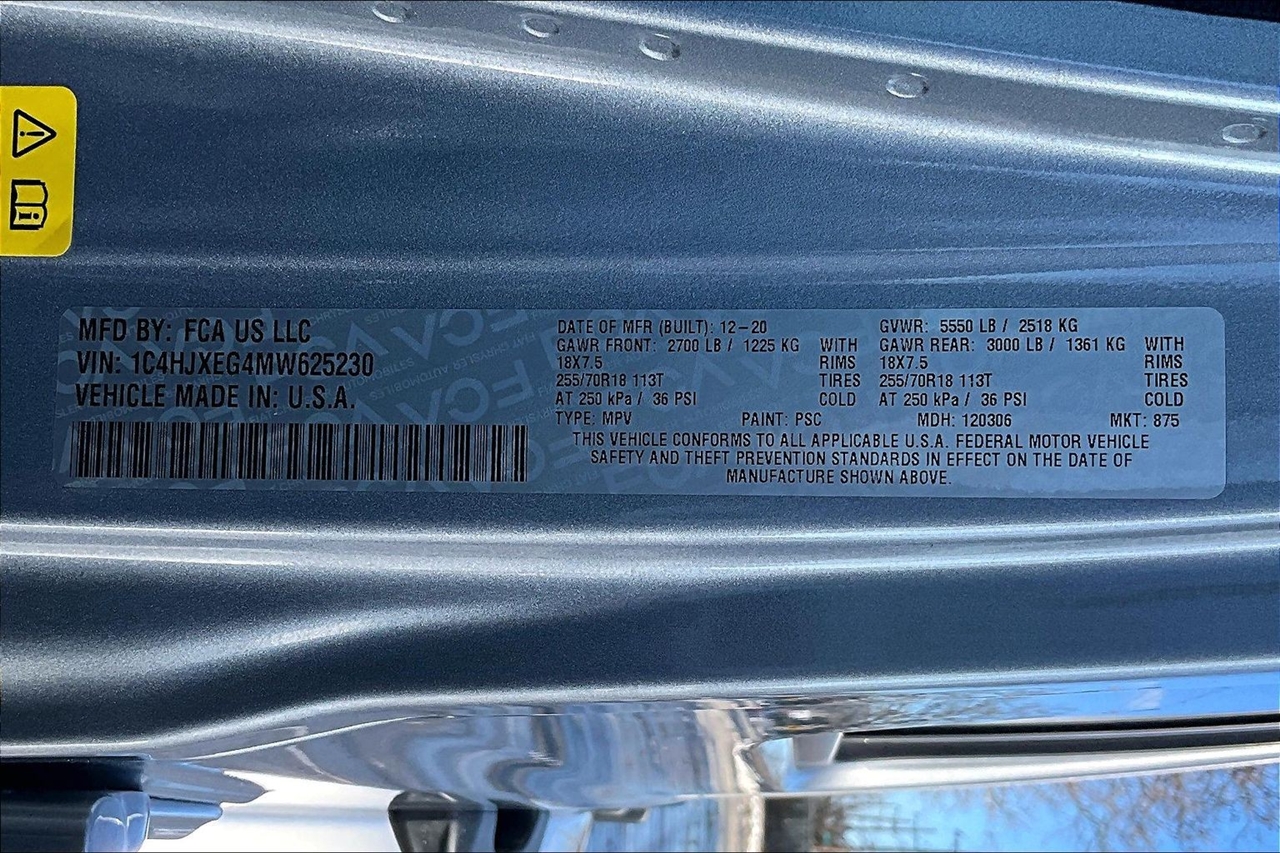 MFD BY: FCA US LLC
VIN: 1C4HJXEG4MW625230
VEHICLE MADE IN: U.S.A.
DATE OF MFR (BUILT): 12-20 GVWR: 5550 LB / 2518 KG
GAWR FRONT: 2700 LB / 1225 KG WITH GAWR REAR: 3000 LB / 1361 KG WITH
18X7.5 RIMS 18X7.5 RIMS
255/70R18 113T TIRES 255/70R18 113T TIRES
AT 250 kPa / 36 PSI COLD AT 250 kPa / 36 PSI COLD
TYPE: MPV PAINT: PSC MDH: 120306 MKT: 875
THIS VEHICLE CONFORMS TO ALL APPLICABLE U.S.A. FEDERAL MOTOR VEHICLE
SAFETY AND THEFT PREVENTION STANDARDS IN EFFECT ON THE DATE OF
MANUFACTURE SHOWN ABOVE.